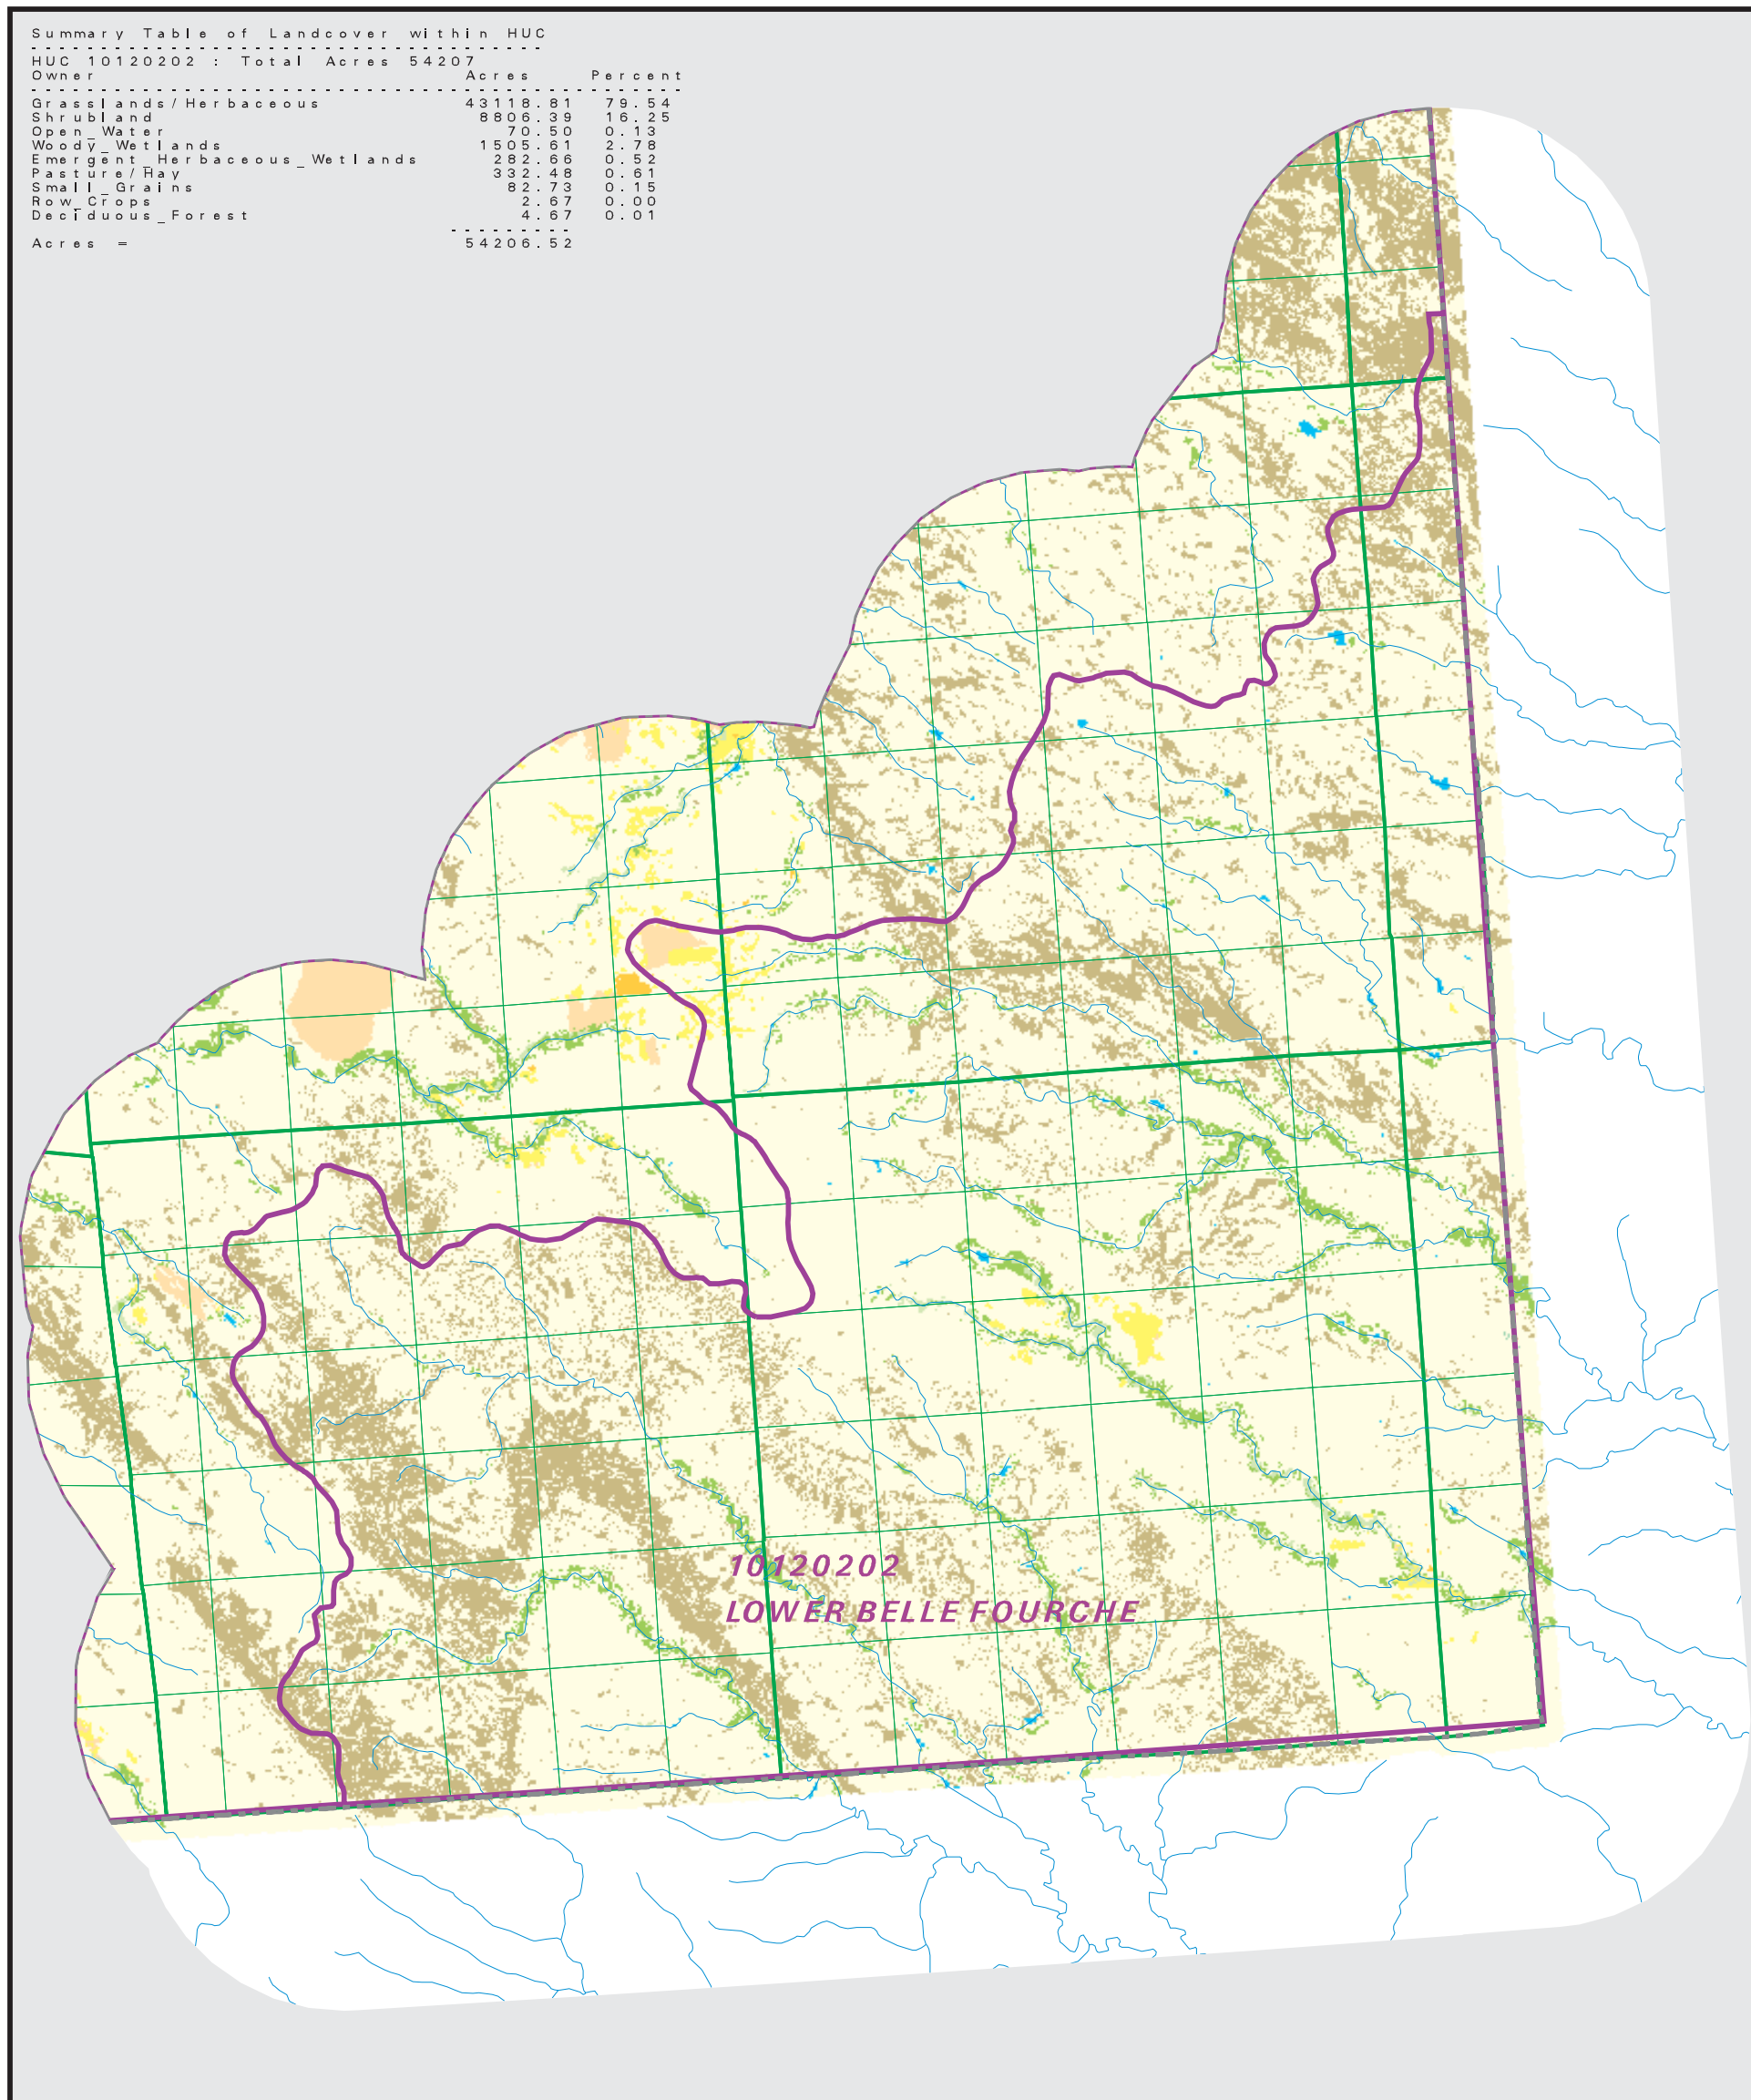 Summary Table of Landcover within HUC
- - - - - - - - - - - - - - - - - - - - - - - - - - - - - - - - - - - - -
HUC 10120202 : Total Acres 54207
Owner Acres Percent
- - - - - - - - - - - - - - - - - - - - - - - - - - - - - - - - - - - - - - - - - - - - - - -
Grasslands/Herbaceous 43118.81 79.54
Shrubland 8806.39 16.25
Open_Water 70.50 0.13
Woody_Wetlands 1505.61 2.78
Emergent_Herbaceous_Wetlands 282.66 0.52
Pasture/Hay 332.48 0.61
Small_Grains 82.73 0.15
Row_Crops 2.67 0.00
Deciduous_Forest 4.67 0.01
- - - - - - - - -
Acres = 54206.52
10120202
LOWER BELLE FOURCHE